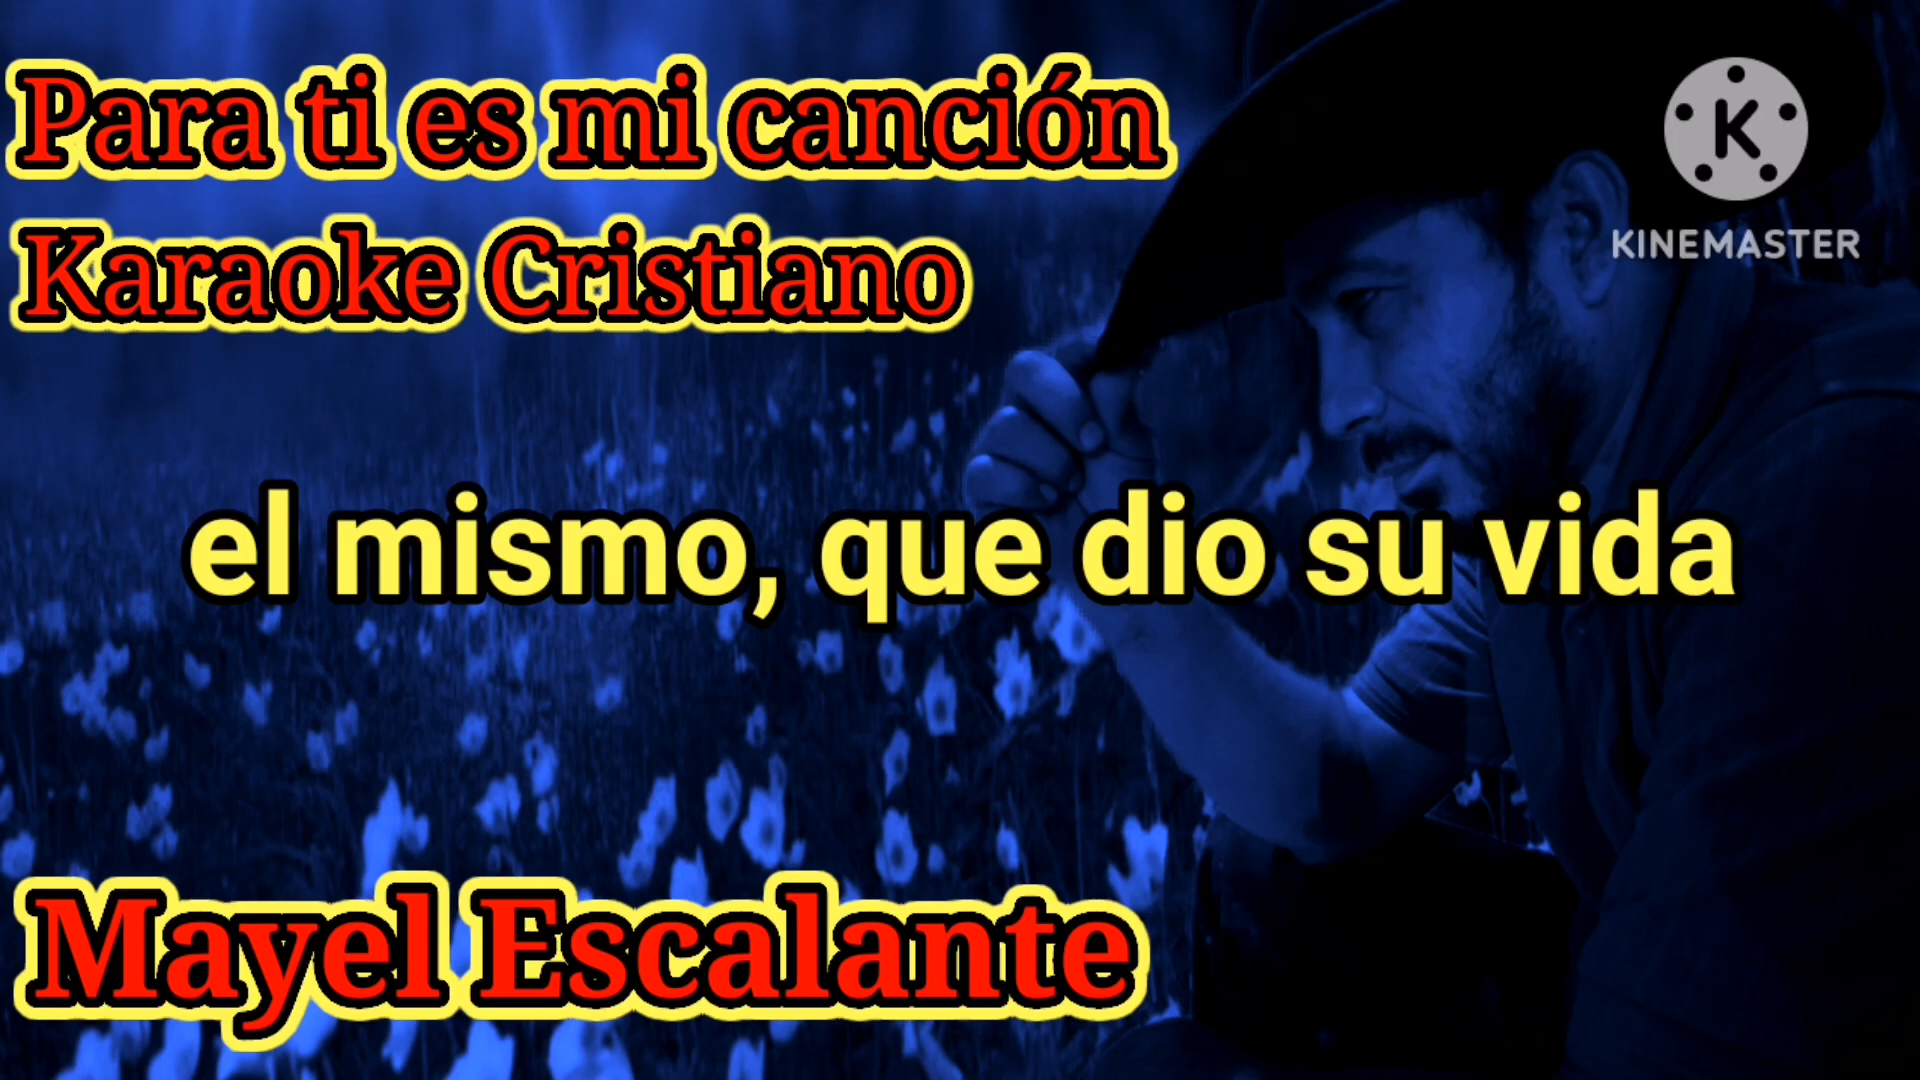 Para ti es mi canción
Karaoke Cristiano
K
KINEMASTER
el mismo, que dio su vida
Mayel Escalante